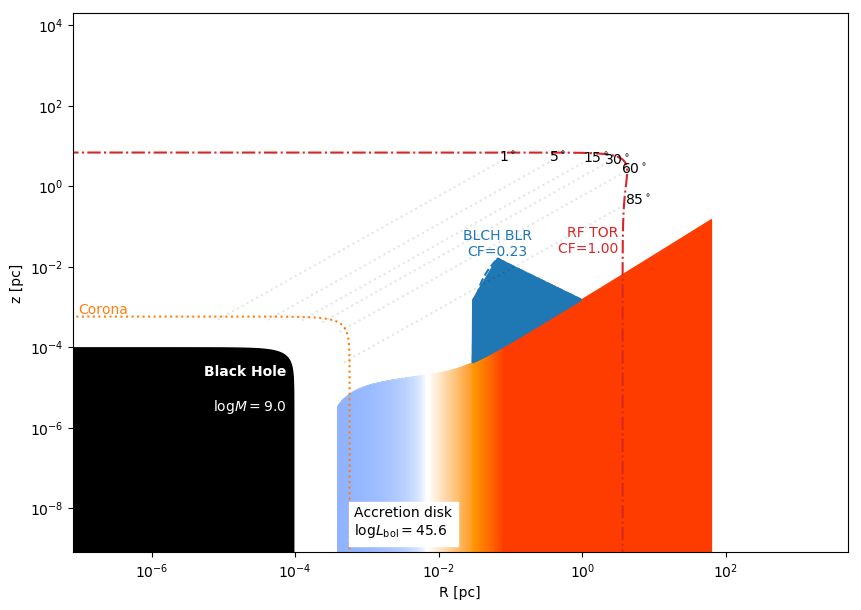 10^4
10^2
10^0
10^-2
10^-4
10^-6
10^-8
z [pc]
1°
5°
15°
30°
60°
85°
BLCH BLR
CF=0.23
RF TOR
CF=1.00
Corona
Black Hole
logM = 9.0
Accretion disk
logL_bol = 45.6
10^-6
10^-4
10^-2
10^0
10^2
R [pc]